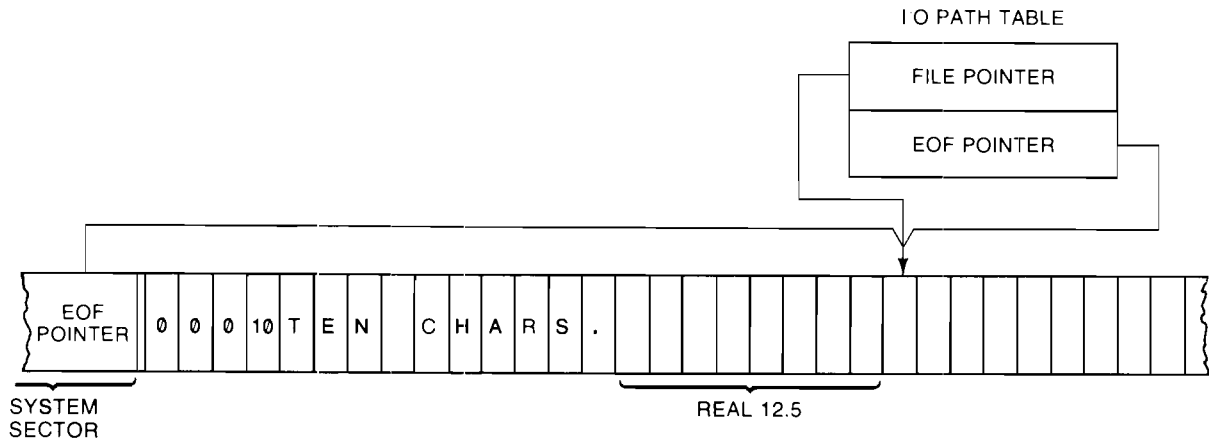 I O PATH TABLE
FILE POINTER
EOF POINTER
EOF
POINTER
0 0 0 10 T E N C H A R S .
SYSTEM
SECTOR
REAL 12.5